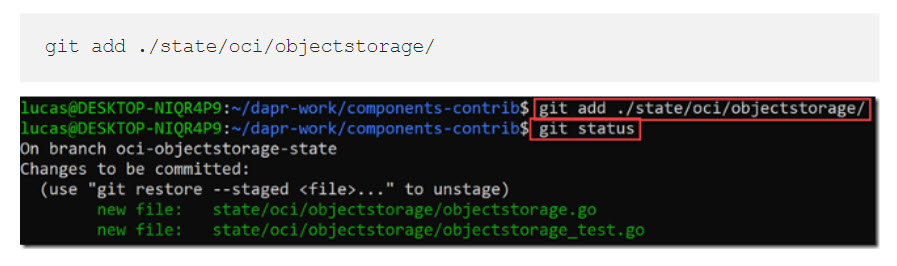 git add ./state/oci/objectstorage/
lucas@DESKTOP-NIQR4P9:~/dapr-work/components-contrib$ git add ./state/oci/objectstorage/
lucas@DESKTOP-NIQR4P9:~/dapr-work/components-contrib$ git status
On branch oci-objectstorage-state
Changes to be committed:
  (use "git restore --staged <file>..." to unstage)
        new file:   state/oci/objectstorage/objectstorage.go
        new file:   state/oci/objectstorage/objectstorage_test.go